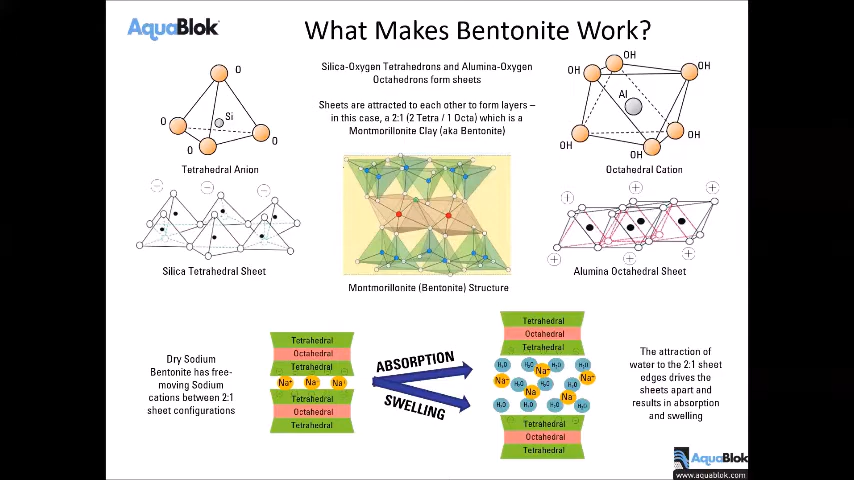 AquaBlok
What Makes Bentonite Work?
Silica-Oxygen Tetrahedrons and Alumina-Oxygen
Octahedrons form sheets
Sheets are attracted to each other to form layers –
in this case, a 2:1 (2 Tetra / 1 Octa) which is a
Montmorillonite Clay (aka Bentonite)
O
Si
O
O
O
Tetrahedral Anion
OH
OH
OH
Al
OH
OH
OH
Octahedral Cation
Silica Tetrahedral Sheet
Montmorillonite (Bentonite) Structure
Alumina Octahedral Sheet
Dry Sodium
Bentonite has free-
moving Sodium
cations between 2:1
sheet configurations
Tetrahedral
Octahedral
Tetrahedral
Na+ Na+ Na+
Tetrahedral
Octahedral
Tetrahedral
ABSORPTION
SWELLING
Tetrahedral
Octahedral
Tetrahedral
H₂O H₂O H₂O H₂O
Na+
Na+ Na+
H₂O H₂O H₂O
Na
Na+
H₂O H₂O H₂O H₂O
Tetrahedral
Octahedral
Tetrahedral
The attraction of
water to the 2:1 sheet
edges drives the
sheets apart and
results in absorption
and swelling
AquaBlok
www.aquablok.com